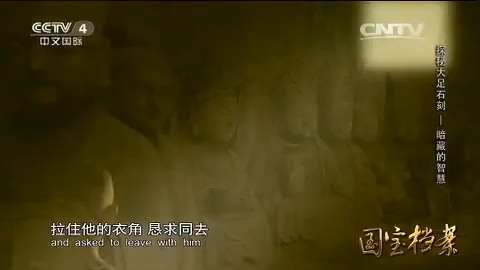 CCTV 4
中文国际
CNTV
探秘大足石刻 — 暗藏的智慧
拉住他的衣角 恳求同去
and asked to leave with him.
国宝档案